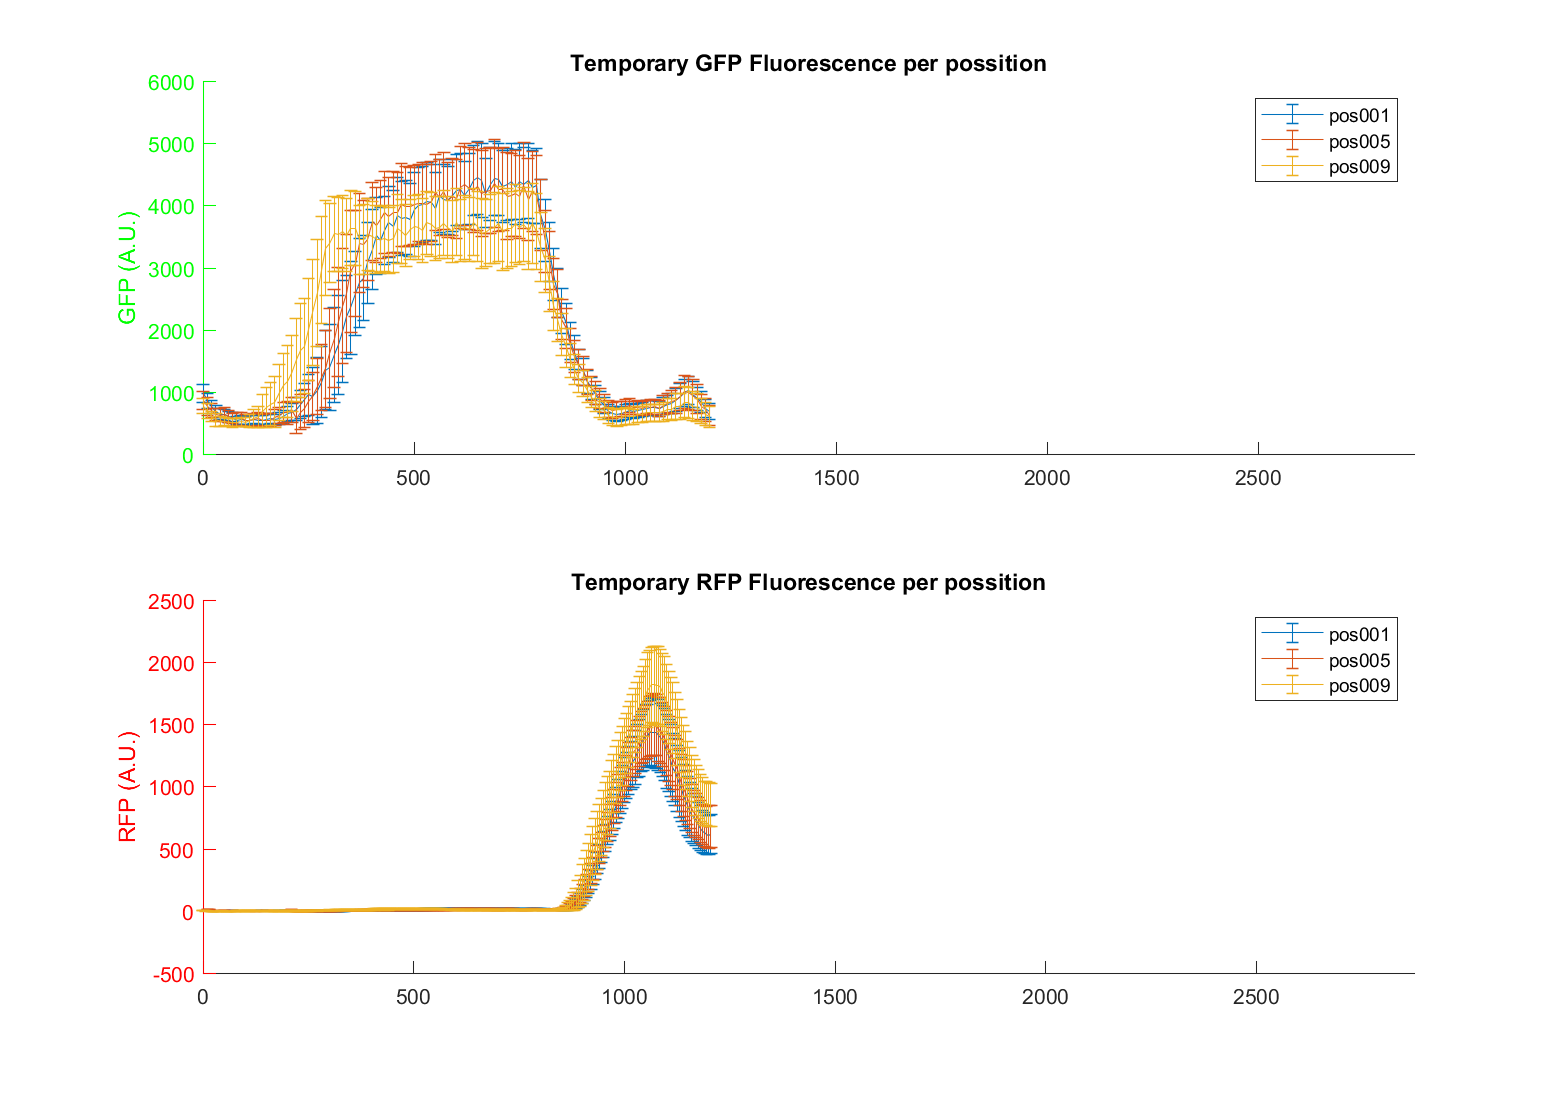 Temporary GFP Fluorescence per possition
6000
5000
4000
3000
2000
1000
0
GFP (A.U.)
pos001
pos005
pos009
0 500 1000 1500 2000 2500
Temporary RFP Fluorescence per possition
2500
2000
1500
1000
500
0
-500
RFP (A.U.)
pos001
pos005
pos009
0 500 1000 1500 2000 2500